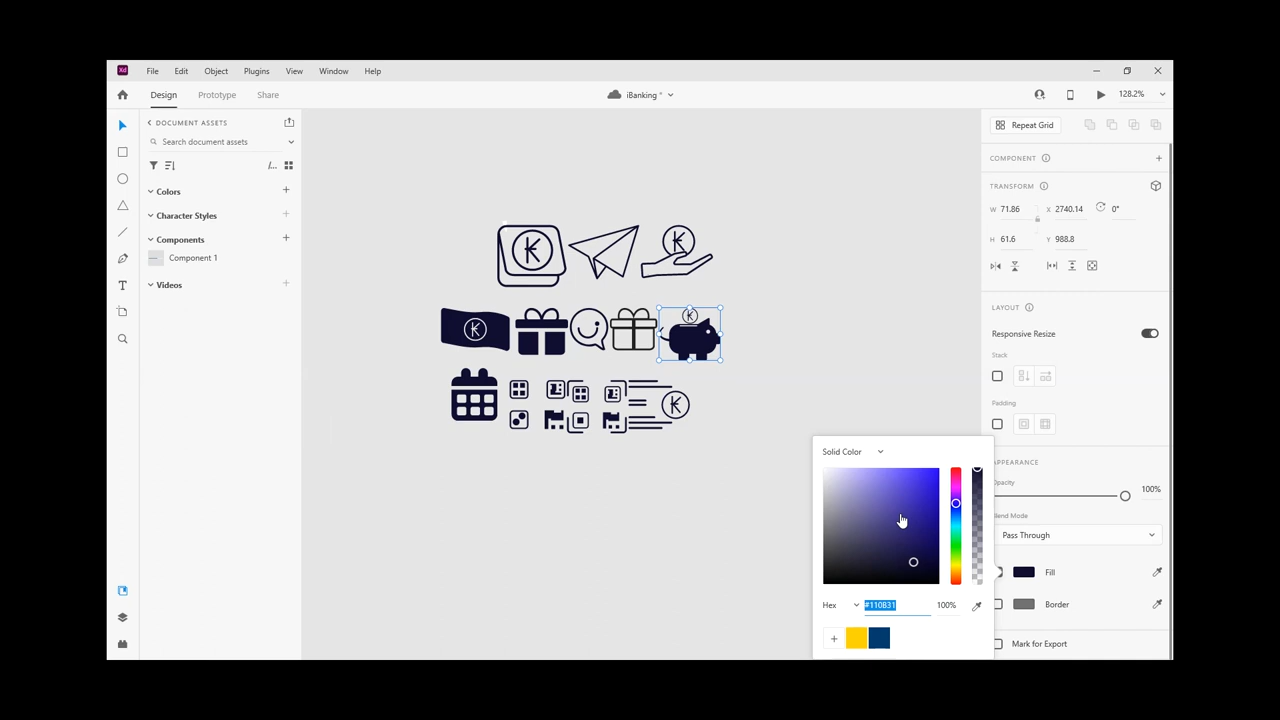 Xd File Edit Object Plugins View Window Help
Design Prototype Share iBanking * 128.2%
DOCUMENT ASSETS
Search document assets
Colors
Character Styles
Components
Component 1
Videos
Repeat Grid
COMPONENT
TRANSFORM
W 71.86 X 2740.14 0°
H 61.6 Y 988.8
LAYOUT
Responsive Resize
Stack
Padding
APPEARANCE
Opacity
100%
Blend Mode
Pass Through
Fill
Border
Mark for Export
Solid Color
Hex #110B31 100%